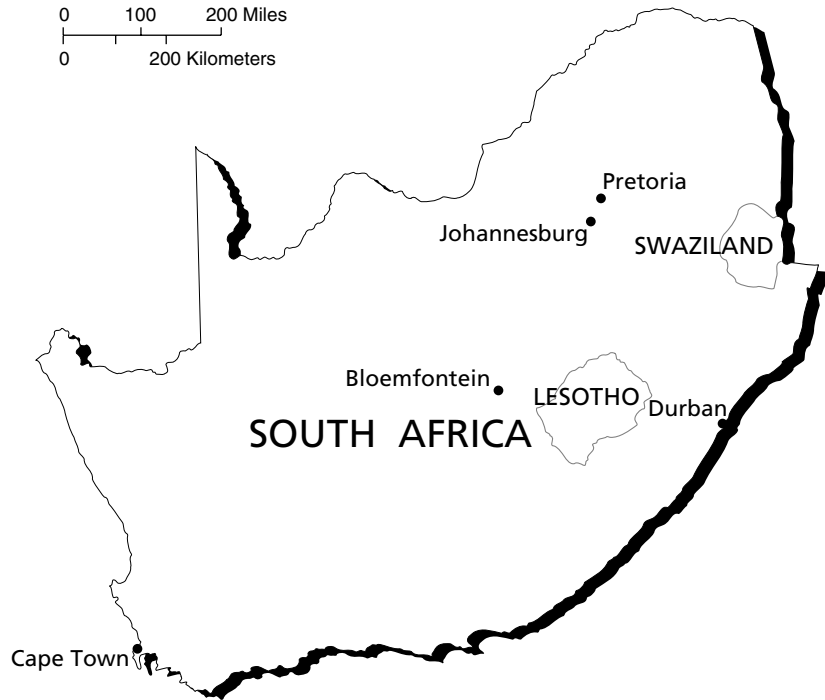 0 100 200 Miles
0 200 Kilometers
Pretoria
Johannesburg
SWAZILAND
Bloemfontein
LESOTHO
Durban
SOUTH AFRICA
Cape Town